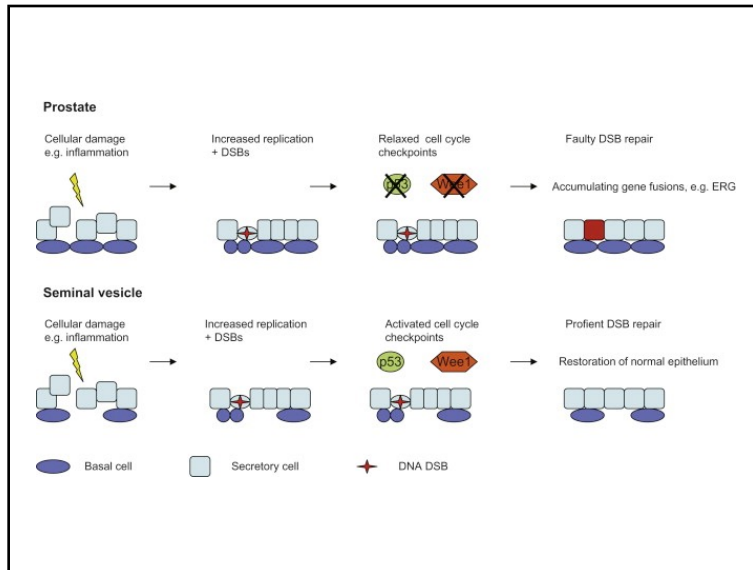 Prostate
Cellular damage
e.g. inflammation
Increased replication
+ DSBs
Relaxed cell cycle
checkpoints
Faulty DSB repair
p53
Wee1
Accumulating gene fusions, e.g. ERG
Seminal vesicle
Cellular damage
e.g. inflammation
Increased replication
+ DSBs
Activated cell cycle
checkpoints
Profient DSB repair
p53
Wee1
Restoration of normal epithelium
Basal cell
Secretory cell
DNA DSB